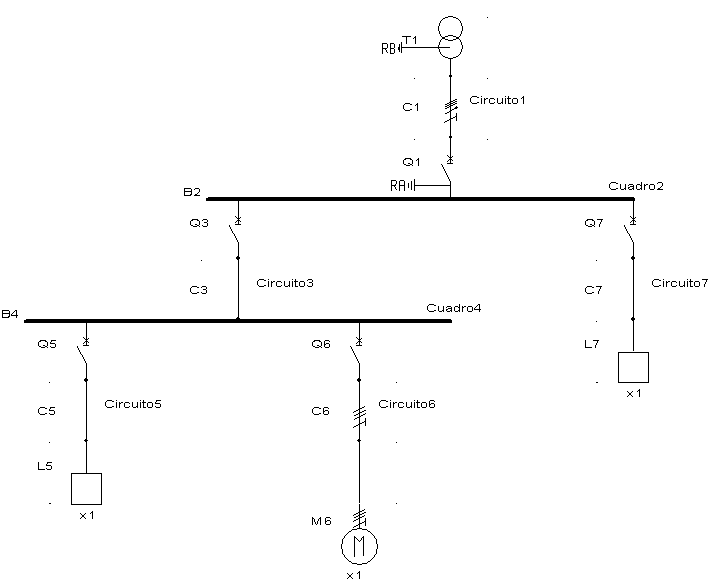 T1
RB
C1
Circuito1
Q1
RA
B2
Cuadro2
Q3
Q7
C3
Circuito3
C7
Circuito7
B4
Cuadro4
Q5
Q6
L7
x1
C5
Circuito5
C6
Circuito6
L5
x1
M6
M
x1